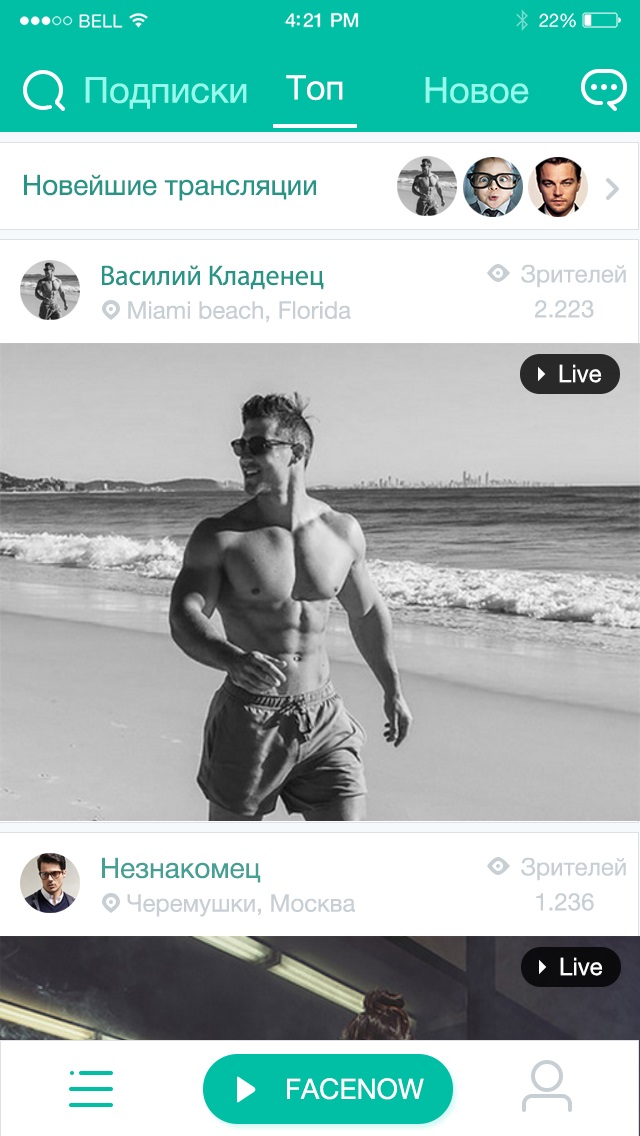 BELL 4:21 PM 22%
Подписки Топ Новое
Новейшие трансляции
Василий Кладенец Зрителей
Miami beach, Florida 2.223
Live
Незнакомец Зрителей
Черемушки, Москва 1.236
Live
FACENOW